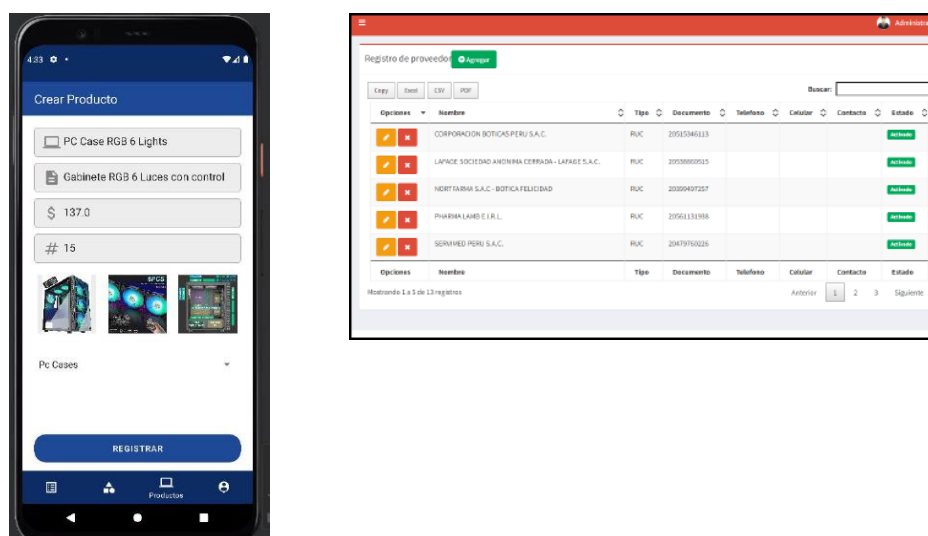 4:33
Crear Producto
PC Case RGB 6 Lights
Gabinete RGB 6 Luces con control
$ 137.0
# 15
Pc Cases
REGISTRAR
Productos
Administra
Registro de proveedor Agregar
Copy Excel CSV PDF Buscar:
Opciones Nombre Tipo Documento Telefono Celular Contacto Estado
CORPORACION BOTICAS PERU S.A.C. RUC 20515346113 Activado
LAFAGE SOCIEDAD ANONIMA CERRADA - LAFAGE S.A.C. RUC Activado
NORTFARMA S.A.C - BOTICA FELICIDAD RUC Activado
PHARMA LAMB E.I.R.L. RUC 20561131938 Activado
SERMIMED PERU S.A.C. RUC 20479760226 Activado
Opciones Nombre Tipo Documento Telefono Celular Contacto Estado
Mostrando 1 a 5 de 13 registros Anterior 1 2 3 Siguiente